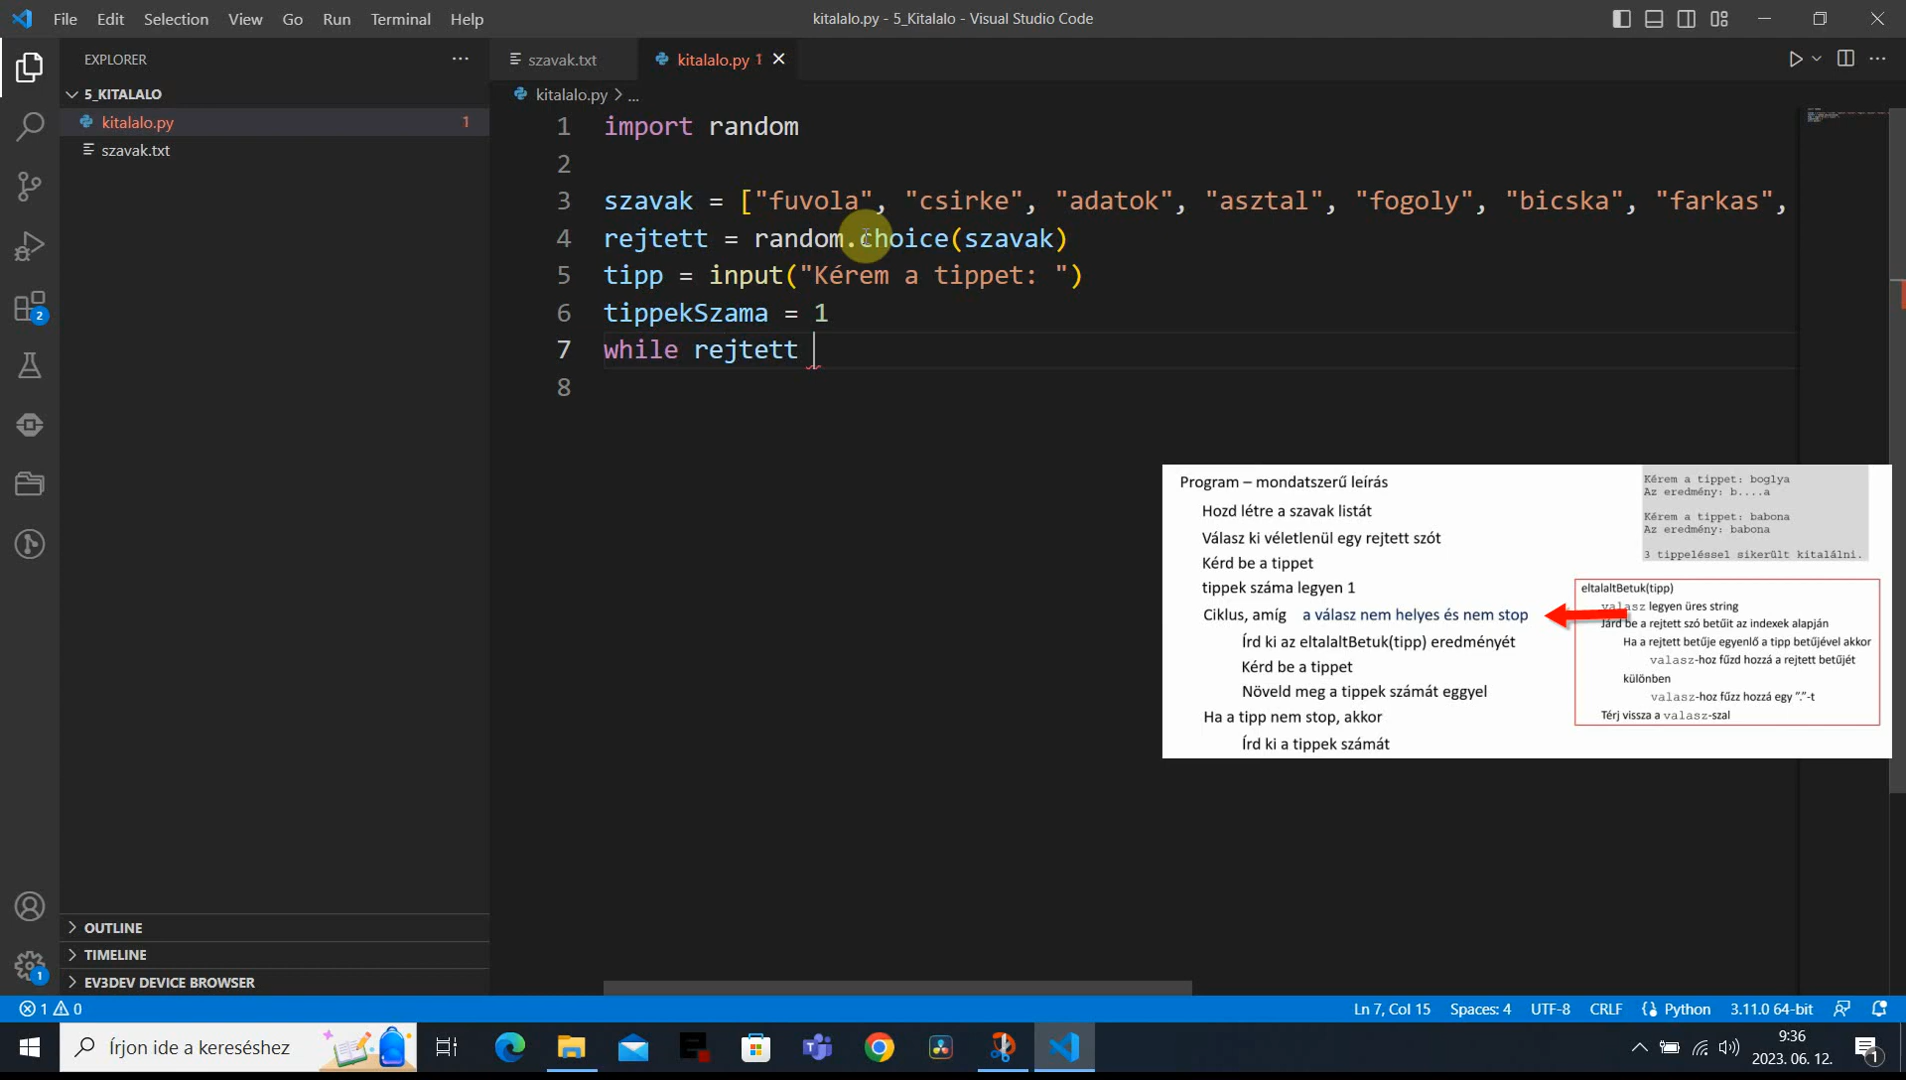 File Edit Selection View Go Run Terminal Help
kitalalo.py - 5_Kitalalo - Visual Studio Code
EXPLORER
5_KITALALO
kitalalo.py 1
szavak.txt
OUTLINE
TIMELINE
EV3DEV DEVICE BROWSER
2
1
szavak.txt
kitalalo.py 1
kitalalo.py > ...
1 import random
2
3 szavak = ["fuvola", "csirke", "adatok", "asztal", "fogoly", "bicska", "farkas",
4 rejtett = random.choice(szavak)
5 tipp = input("Kérem a tippet: ")
6 tippekSzama = 1
7 while rejtett
8
Program – mondatszerű leírás
Hozd létre a szavak listát
Válasz ki véletlenül egy rejtett szót
Kérd be a tippet
tippek száma legyen 1
Ciklus, amíg a válasz nem helyes és nem stop
Írd ki az eltalaltBetuk(tipp) eredményét
Kérd be a tippet
Növeld meg a tippek számát eggyel
Ha a tipp nem stop, akkor
Írd ki a tippek számát
Kérem a tippet: boglya
Az eredmény: b....a
Kérem a tippet: babona
Az eredmény: babona
3 tippeléssel sikerült kitalálni.
eltalaltBetuk(tipp)
valasz legyen üres string
Járd be a rejtett szó betűit az indexek alapján
Ha a rejtett betűje egyenlő a tipp betűjével akkor
valasz-hoz fűzd hozzá a rejtett betűjét
különben
valasz-hoz fűzz hozzá egy ”.”-t
Térj vissza a valasz-szal
1 0
Ln 7, Col 15 Spaces: 4 UTF-8 CRLF Python 3.11.0 64-bit
Írjon ide a kereséshez
9:36
2023. 06. 12.
1